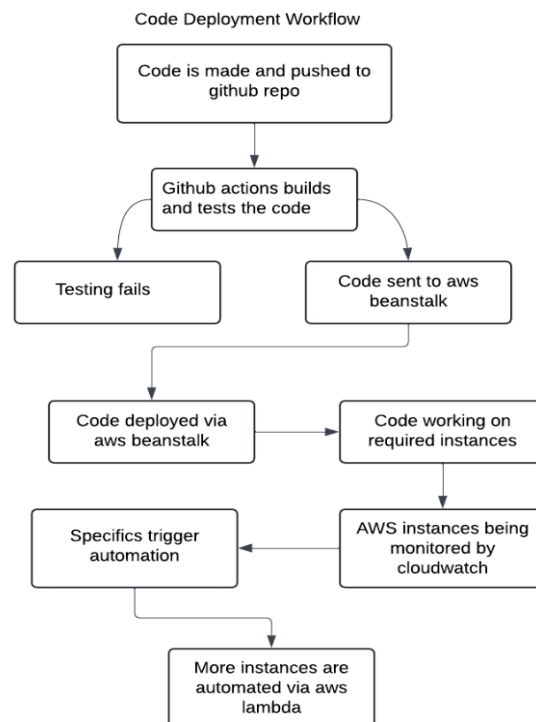 Code Deployment Workflow
Code is made and pushed to
github repo
Github actions builds
and tests the code
Testing fails
Code sent to aws
beanstalk
Code deployed via
aws beanstalk
Code working on
required instances
Specifics trigger
automation
AWS instances being
monitored by
cloudwatch
More instances are
automated via aws
lambda